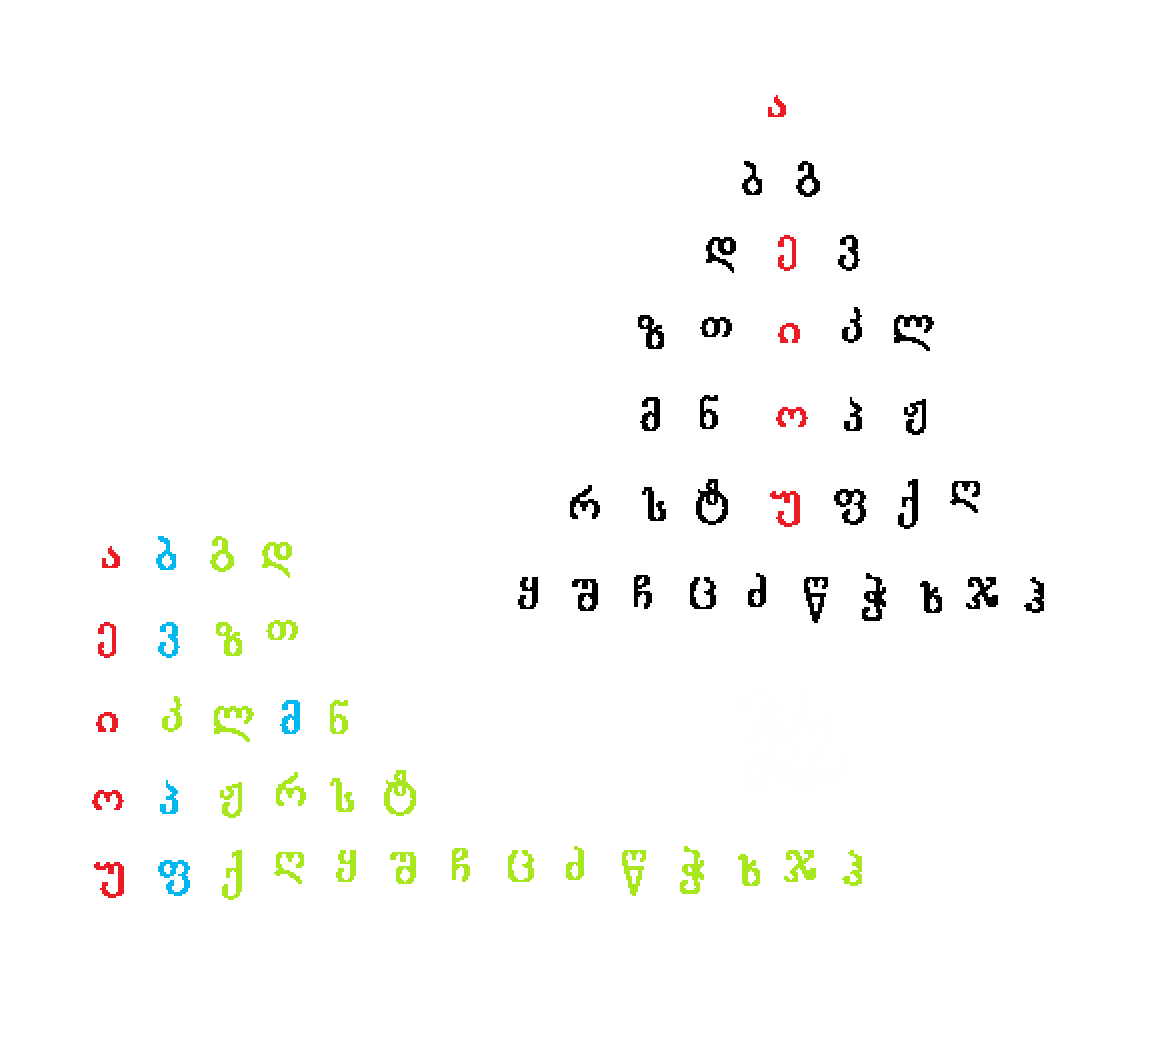 ა
ბ გ
დ ე ვ
ზ თ ი კ ლ
მ ნ ო პ ჟ
რ ს ტ უ ფ ქ ღ
ყ შ ჩ ც ძ წ ჭ ხ ჯ ჰ
ა ბ გ დ
ე ვ ზ თ
ი კ ლ მ ნ
ო პ ჟ რ ს ტ
უ ფ ქ ღ ყ შ ჩ ც ძ წ ჭ ხ ჯ ჰ